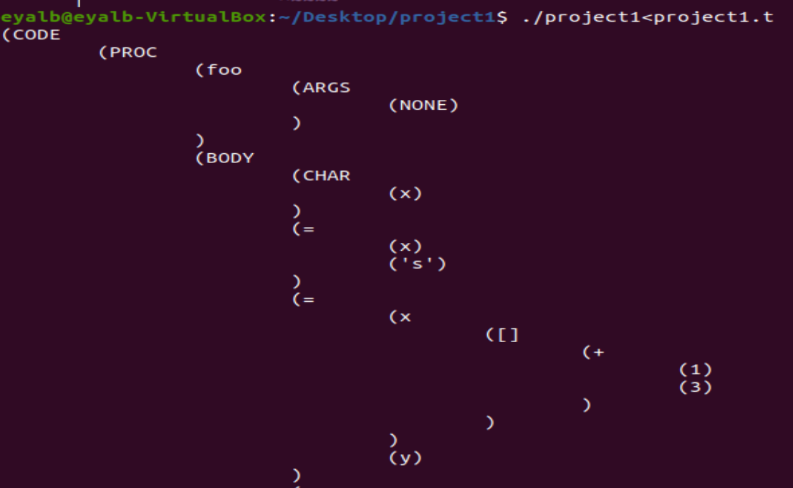 eyalb@eyalb-VirtualBox:~/Desktop/project1$ ./project1<project1.t
(CODE
(PROC
(foo
(ARGS
(NONE)
)
)
(BODY
(CHAR
(x)
)
(=
(x)
('s')
)
(=
(x
([]
(+
(1)
(3)
)
)
)
(y)
)